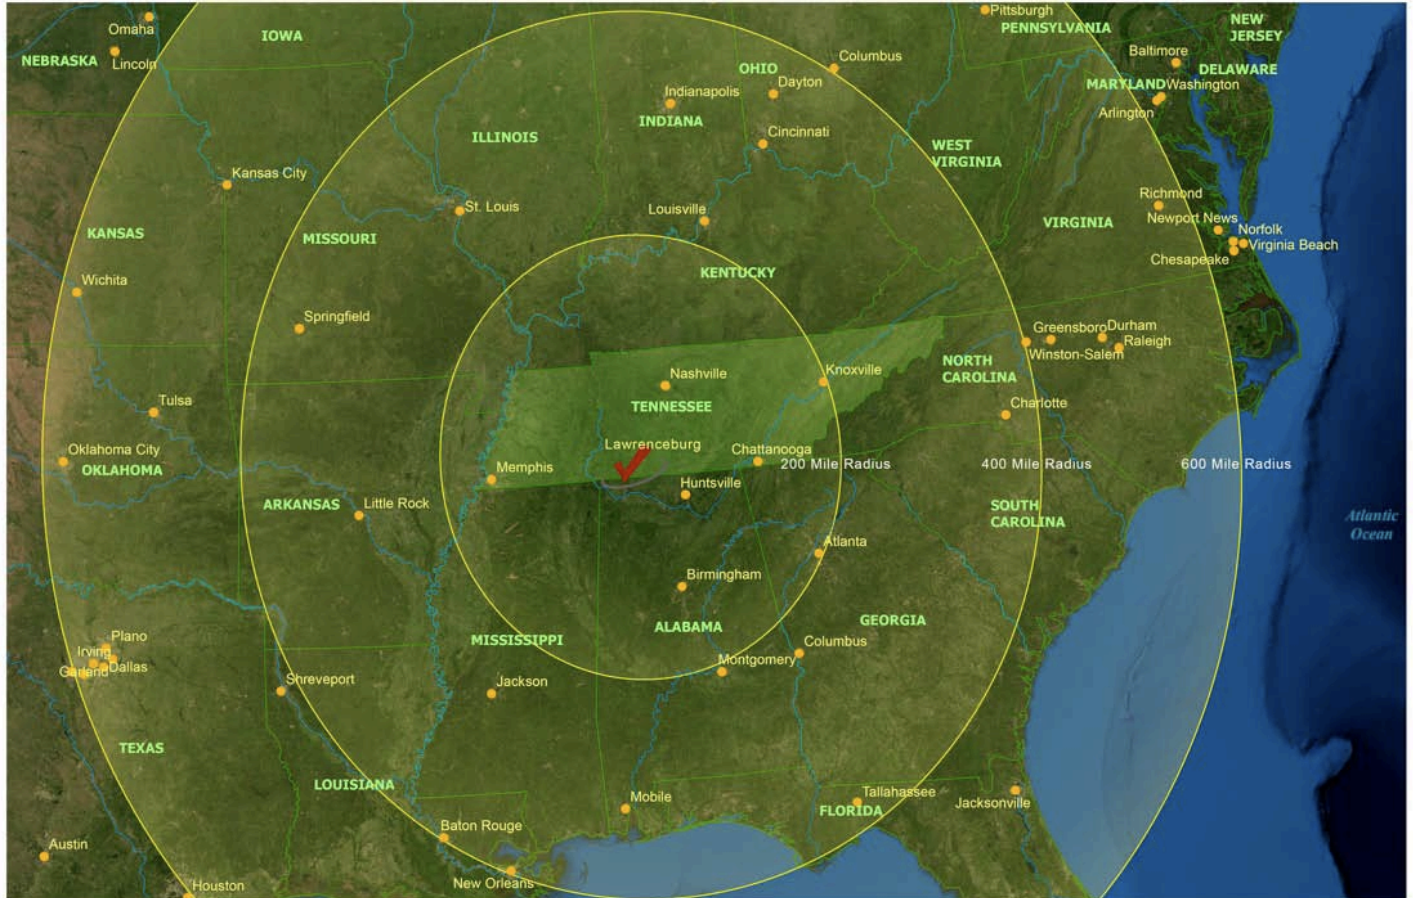 Omaha
NEBRASKA
Lincoln
IOWA
Pittsburgh
PENNSYLVANIA
NEW
JERSEY
Baltimore
DELAWARE
MARYLAND
Washington
Arlington
OHIO
Columbus
Dayton
Indianapolis
INDIANA
Cincinnati
ILLINOIS
WEST
VIRGINIA
Kansas City
St. Louis
Louisville
Richmond
Newport News
Norfolk
Virginia Beach
Chesapeake
VIRGINIA
KANSAS
MISSOURI
KENTUCKY
Wichita
Springfield
Greensboro
Durham
Raleigh
Winston-Salem
NORTH
CAROLINA
Knoxville
Nashville
TENNESSEE
Tulsa
Charlotte
Lawrenceburg
Chattanooga
Oklahoma City
OKLAHOMA
Memphis
200 Mile Radius
400 Mile Radius
600 Mile Radius
Huntsville
ARKANSAS
Little Rock
SOUTH
CAROLINA
Atlantic
Ocean
Atlanta
Birmingham
ALABAMA
GEORGIA
MISSISSIPPI
Columbus
Plano
Irving
Garland
Dallas
Montgomery
Shreveport
Jackson
TEXAS
LOUISIANA
Mobile
Tallahassee
FLORIDA
Jacksonville
Baton Rouge
Austin
New Orleans
Houston